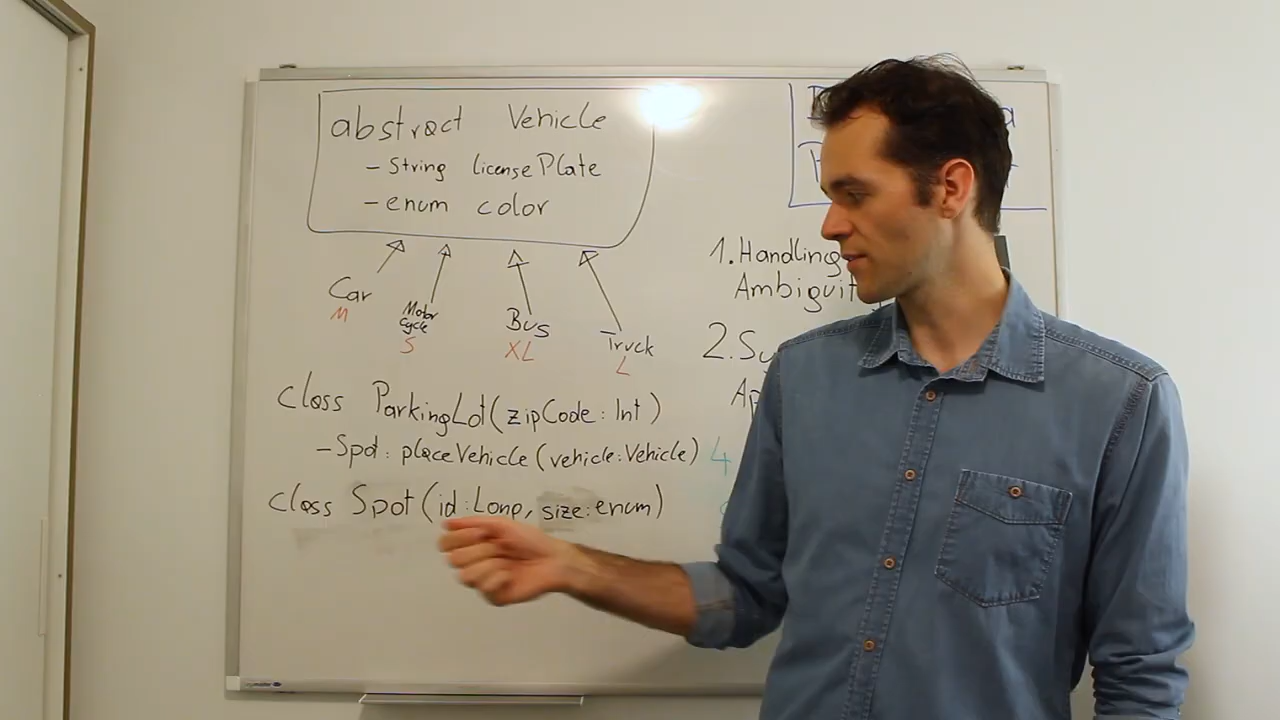 abstract Vehicle
- String licensePlate
- enum color
Car
M
Motor
Cycle
S
Bus
XL
Truck
L
class ParkingLot(zipCode: Int)
- Spot: placeVehicle(vehicle:Vehicle)
class Spot(id:Long, size:enum)
1. Handling
2.
4